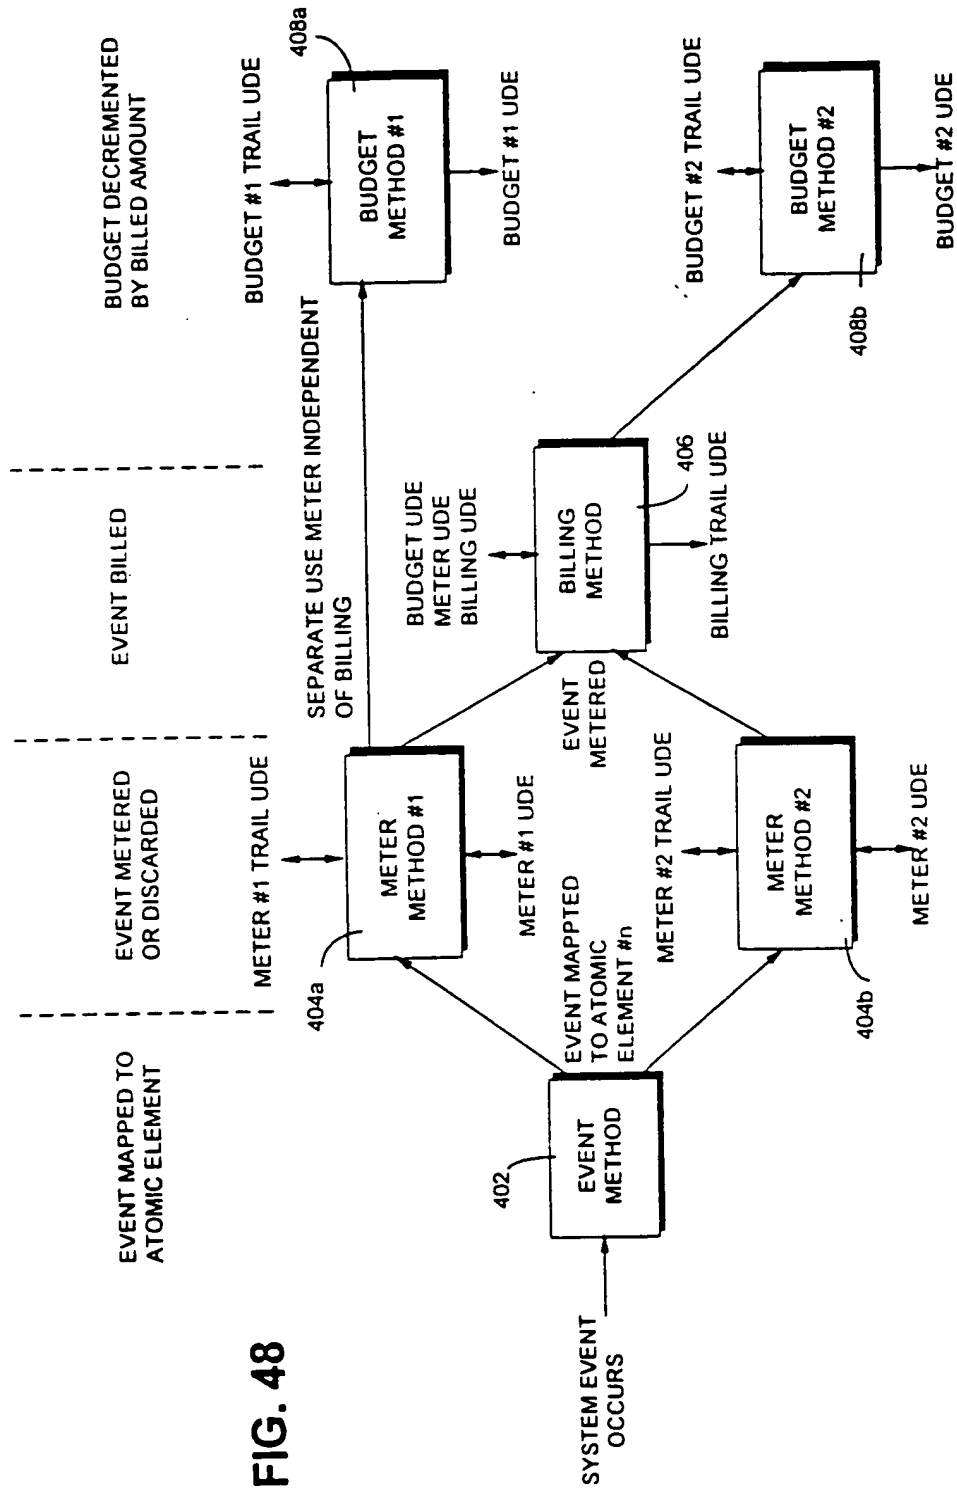 FIG. 48
EVENT MAPPED TO
ATOMIC ELEMENT
EVENT METERED
OR DISCARDED
EVENT BILLED
BUDGET DECREMENTED
BY BILLED AMOUNT
SYSTEM EVENT
OCCURS
402
EVENT
METHOD
EVENT MAPPTED
TO ATOMIC
ELEMENT #n
METER #1 TRAIL UDE
404a
METER
METHOD #1
METER #1 UDE
METER #2 TRAIL UDE
METER
METHOD #2
404b
METER #2 UDE
SEPARATE USE METER INDEPENDENT
OF BILLING
EVENT
METERED
BUDGET UDE
METER UDE
BILLING UDE
BILLING
METHOD
406
BILLING TRAIL UDE
BUDGET #1 TRAIL UDE
408a
BUDGET
METHOD #1
BUDGET #1 UDE
BUDGET #2 TRAIL UDE
BUDGET
METHOD #2
408b
BUDGET #2 UDE